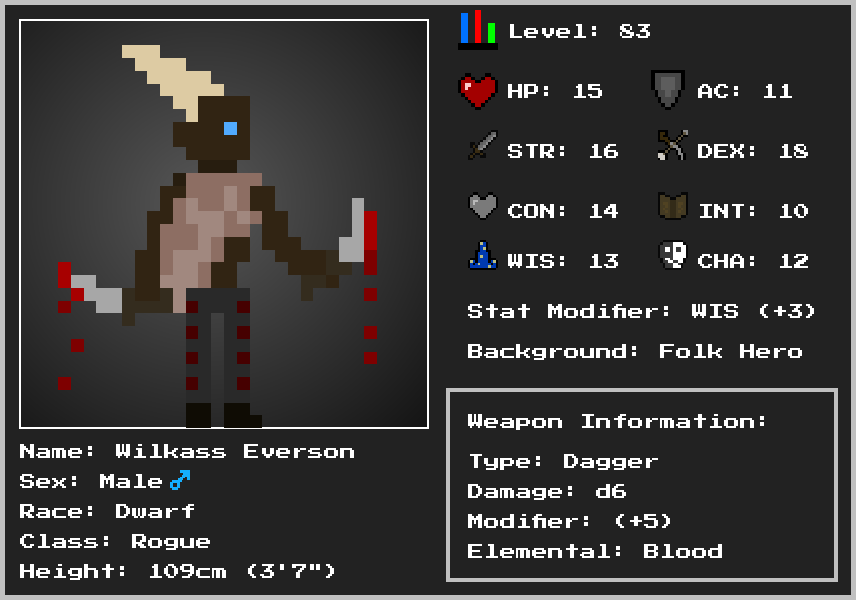 Level: 83
HP: 15
AC: 11
STR: 16
DEX: 18
CON: 14
INT: 10
WIS: 13
CHA: 12
Stat Modifier: WIS (+3)
Background: Folk Hero
Weapon Information:
Type: Dagger
Damage: d6
Modifier: (+5)
Elemental: Blood
Name: Wilkass Everson
Sex: Male ♂
Race: Dwarf
Class: Rogue
Height: 109cm (3'7")